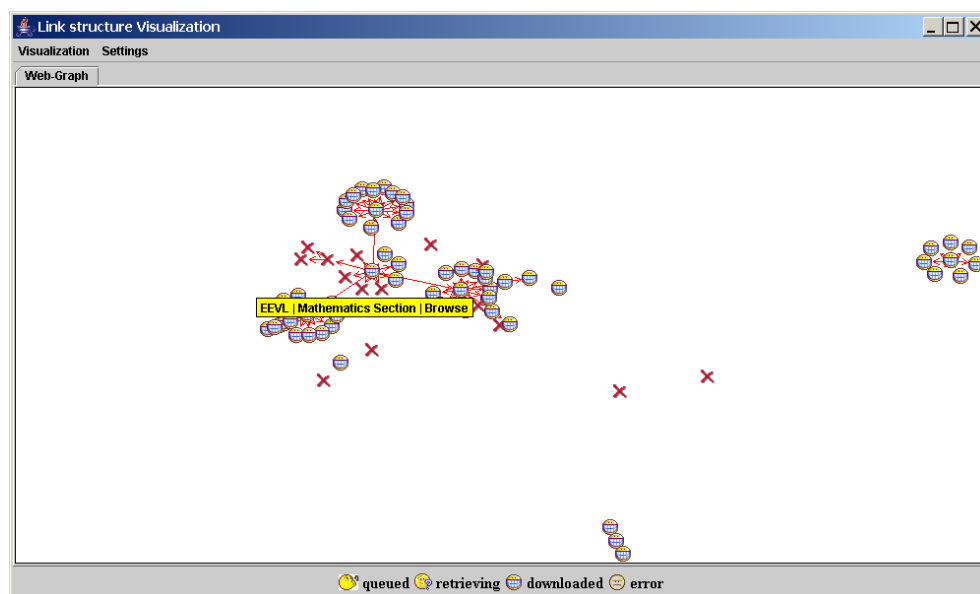 Link structure Visualization
Visualization Settings
Web-Graph
EEVL | Mathematics Section | Browse
queued retrieving downloaded error